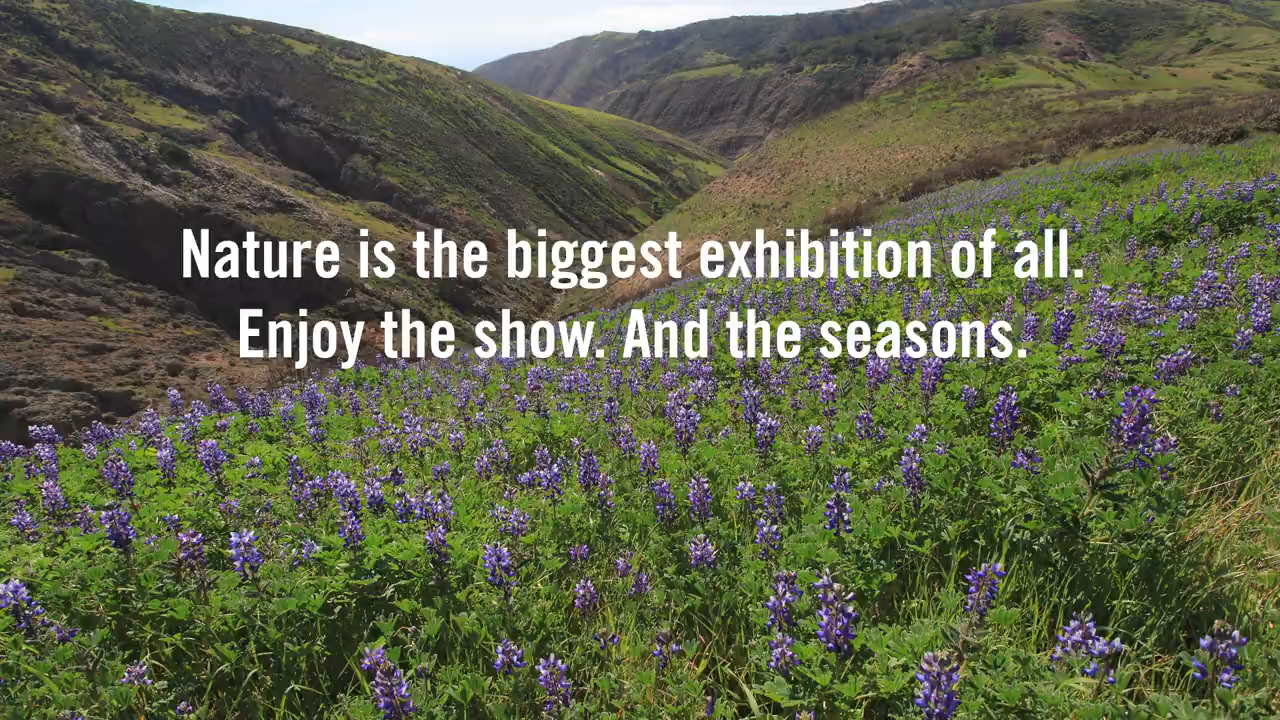 Nature is the biggest exhibition of all.
Enjoy the show. And the seasons.